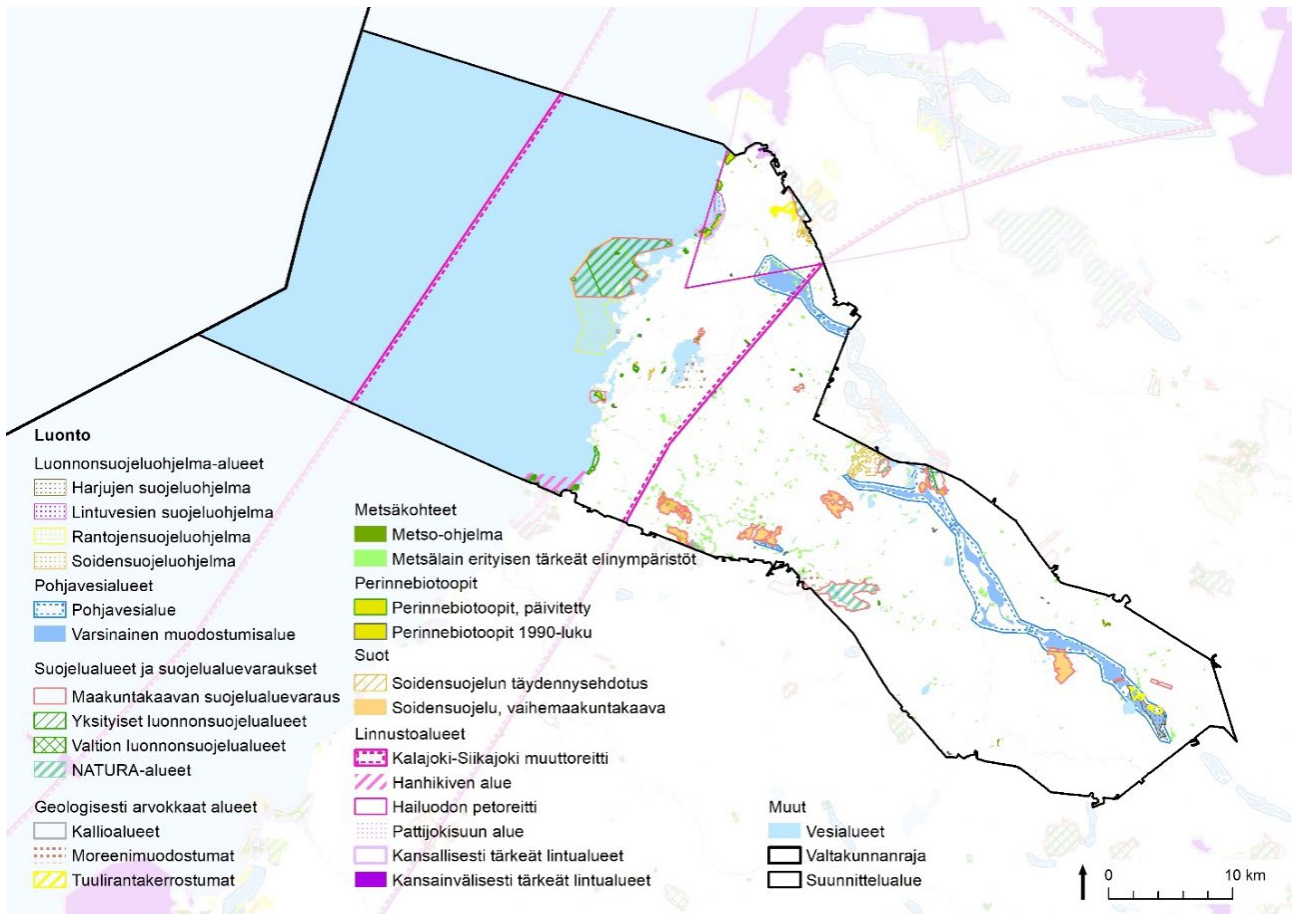 Luonto
Luonnonsuojeluohjelma-alueet
Harjujen suojeluohjelma
Lintuvesien suojeluohjelma
Rantojensuojeluohjelma
Soidensuojeluohjelma
Pohjavesialueet
Pohjavesialue
Varsinainen muodostumisalue
Suojelualueet ja suojelualuevaraukset
Maakuntakaavan suojelualuevaraus
Yksityiset luonnonsuojelualueet
Valtion luonnonsuojelualueet
NATURA-alueet
Geologisesti arvokkaat alueet
Kallioalueet
Moreenimuodostumat
Tuulirantakerrostumat
Metsäkohteet
Metso-ohjelma
Metsälain erityisen tärkeät elinympäristöt
Perinnebiotoopit
Perinnebiotoopit, päivitetty
Perinnebiotoopit 1990-luku
Suot
Soidensuojelun täydennysehdotus
Soidensuojelu, vaihemaakuntakaava
Linnustoalueet
Kalajoki-Siikajoki muuttoreitti
Hanhikiven alue
Hailuodon petoreitti
Pattijokisuun alue
Kansallisesti tärkeät lintualueet
Kansainvälisesti tärkeät lintualueet
Muut
Vesialueet
Valtakunnanraja
Suunnittelualue
0 10 km